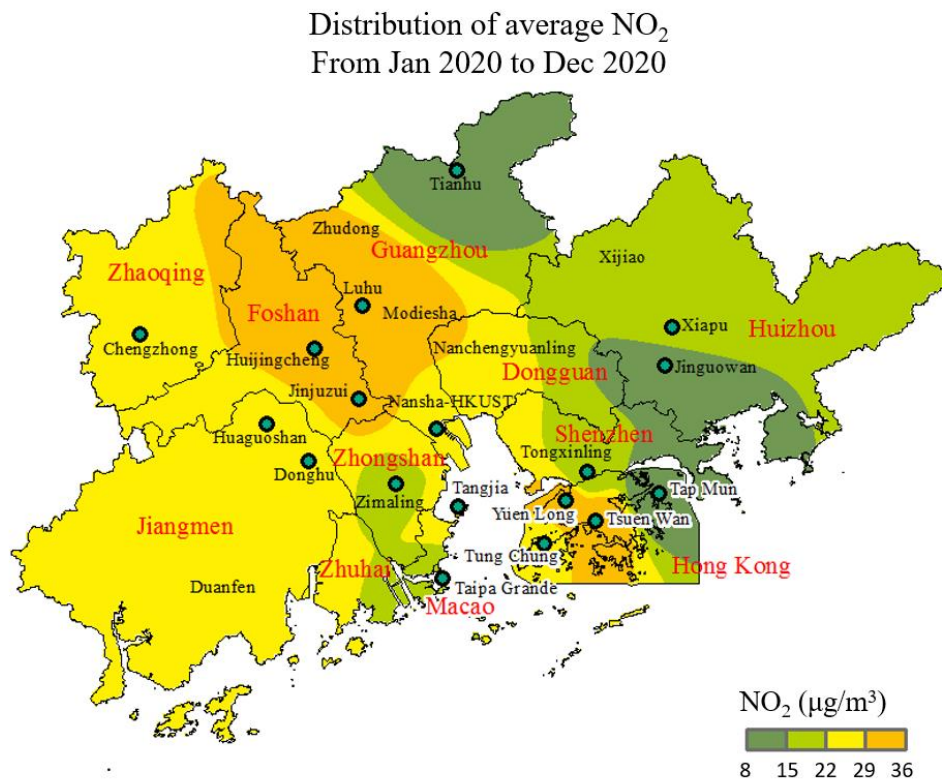 Distribution of average NO₂
From Jan 2020 to Dec 2020
Tianhu
Zhudong
Guangzhou
Xijiao
Zhaoqing
Luhu
Foshan
Modiesha
Xiapu
Huizhou
Chengzhong
Huijingcheng
Nanchengyuanling
Dongguan
Jinguowan
Jinjuzui
Nansha-HKUST
Huaguoshan
Shenzhen
Donghu
Zhongshan
Tongxinling
Zimaling
Tangjia
Tap Mun
Yuen Long
Tsuen Wan
Jiangmen
Tung Chung
Zhuhai
Hong Kong
Duanfen
Taipa Grande
Macao
NO₂ (µg/m³)
8 15 22 29 36